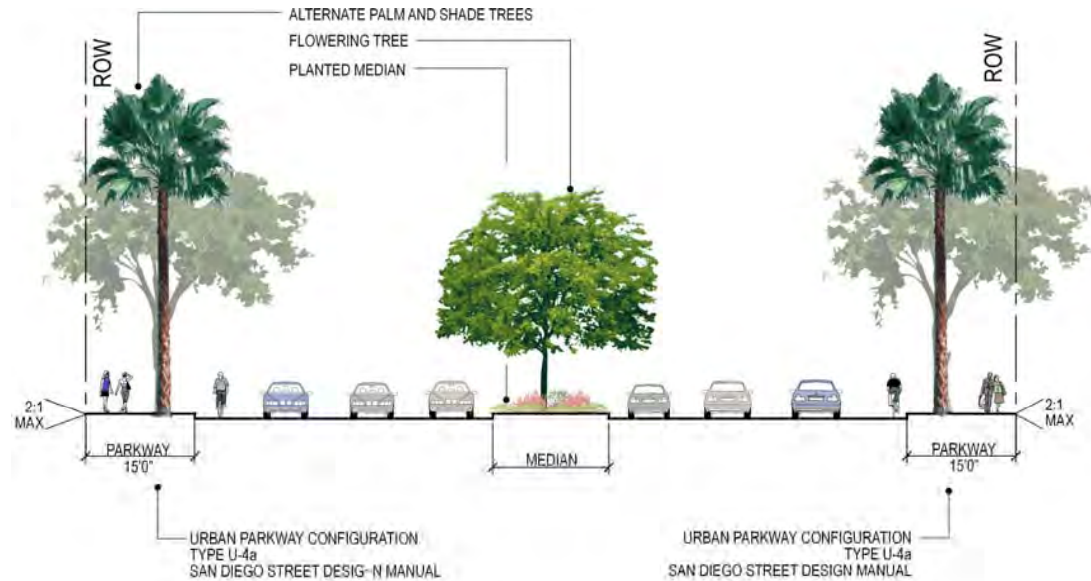 ALTERNATE PALM AND SHADE TREES
FLOWERING TREE
PLANTED MEDIAN
ROW
ROW
2:1
MAX
2:1
MAX
PARKWAY
15'0"
MEDIAN
PARKWAY
15'0"
URBAN PARKWAY CONFIGURATION
TYPE U-4a
SAN DIEGO STREET DESIG-N MANUAL
URBAN PARKWAY CONFIGURATION
TYPE U-4a
SAN DIEGO STREET DESIGN MANUAL